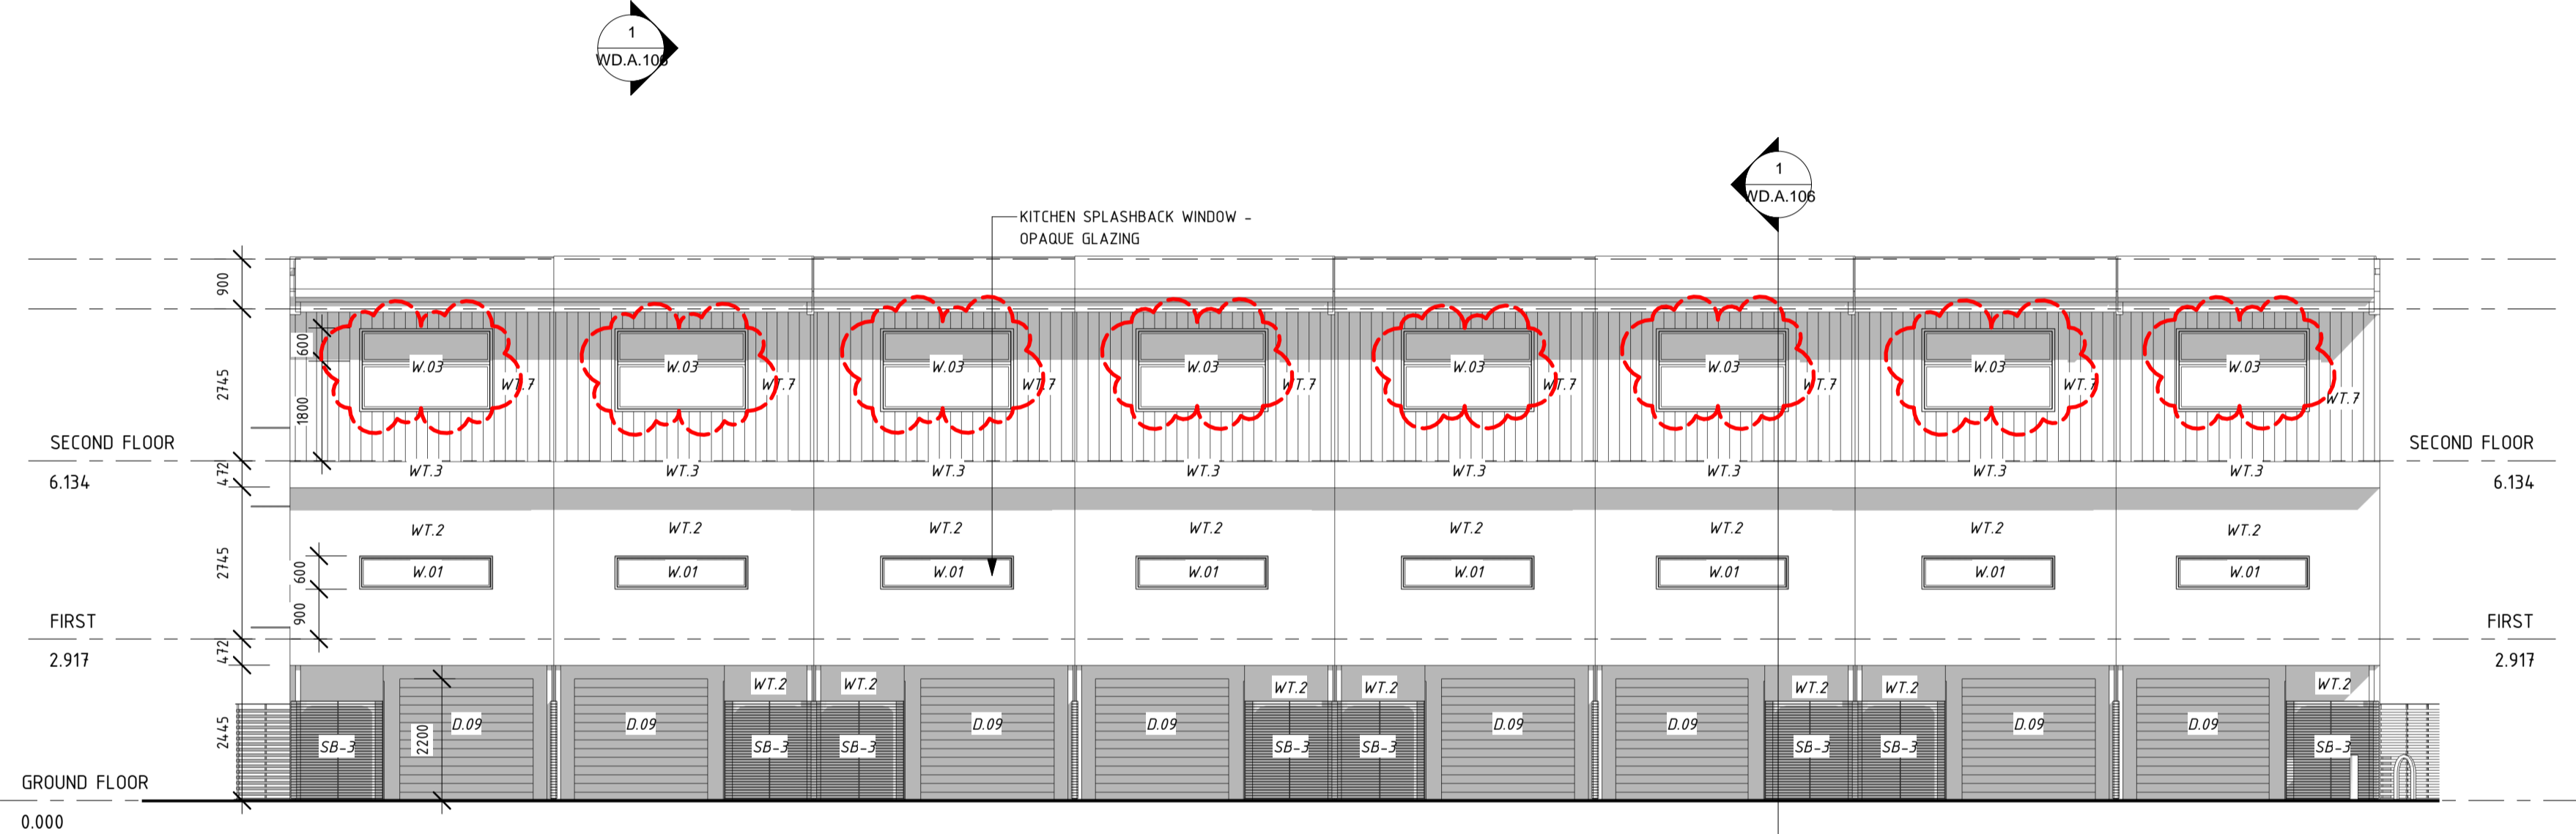 1
WD.A.106
1
WD.A.106
KITCHEN SPLASHBACK WINDOW -
OPAQUE GLAZING
900
600
W.03 W.03 W.03 W.03 W.03 W.03 W.03 W.03
2745
WT.7 WT.7 WT.7 WT.7 WT.7 WT.7 WT.7 WT.7
1800
SECOND FLOOR
SECOND FLOOR
472
WT.3 WT.3 WT.3 WT.3 WT.3 WT.3 WT.3 WT.3
6.134
6.134
WT.2 WT.2 WT.2 WT.2 WT.2 WT.2 WT.2 WT.2
2745
600
W.01 W.01 W.01 W.01 W.01 W.01 W.01 W.01
900
FIRST
FIRST
472
2.917
2.917
WT.2 WT.2 WT.2 WT.2 WT.2 WT.2 WT.2
2445
2200
D.09 D.09 D.09 D.09 D.09 D.09 D.09 D.09
SB-3 SB-3 SB-3 SB-3 SB-3 SB-3 SB-3 SB-3
GROUND FLOOR
0.000